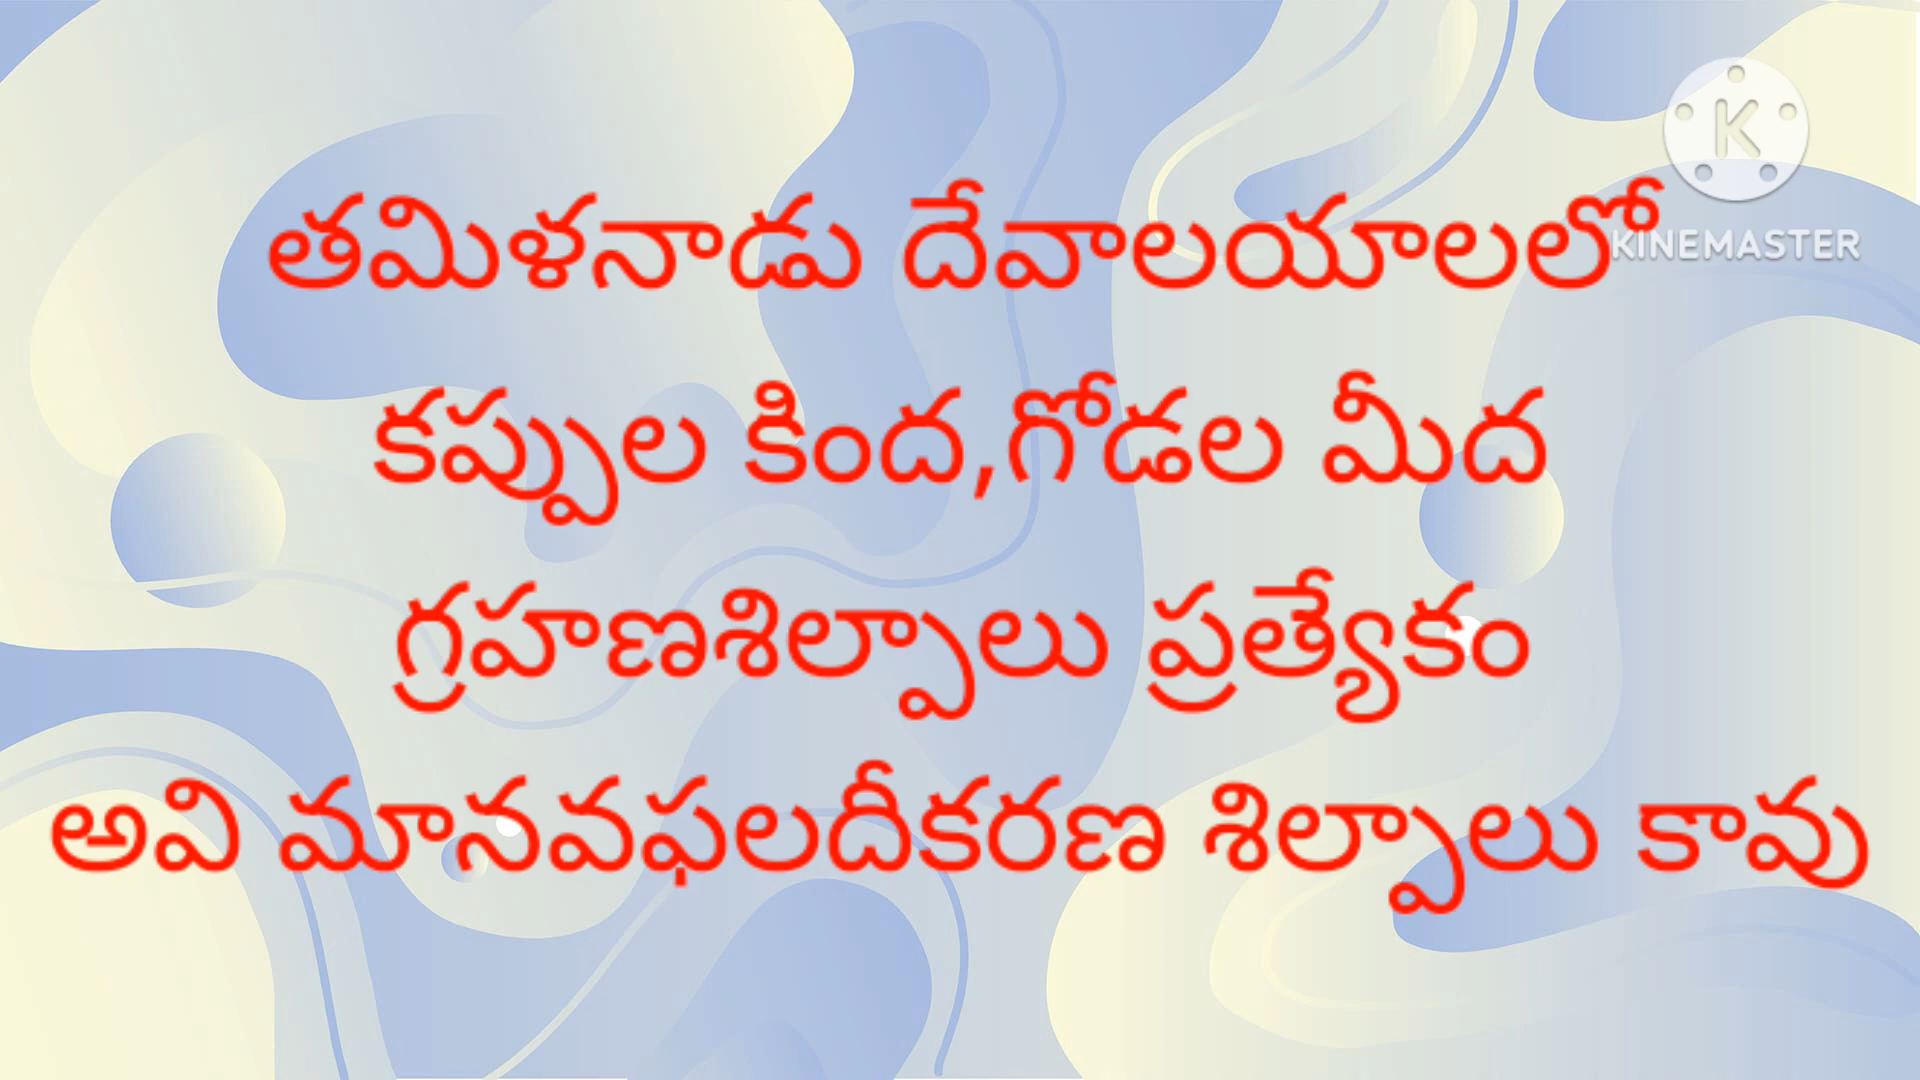 తమిళనాడు దేవాలయాలలో
కప్పుల కింద,గోడల మీద
గ్రహణశిల్పాలు ప్రత్యేకం
అవి మానవఫలదీకరణ శిల్పాలు కావు
K
KINEMASTER